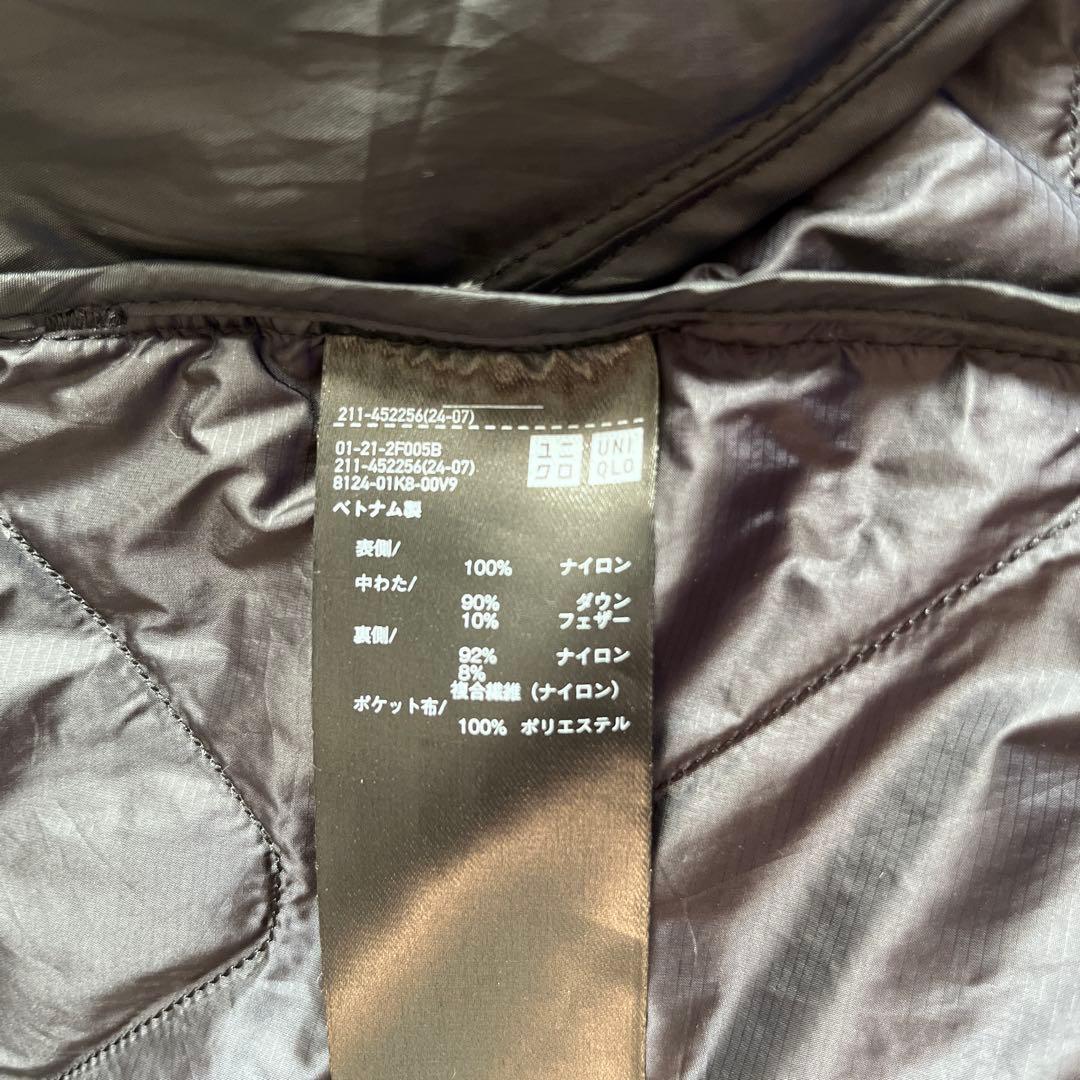 211-452256(24-07)
01-21-2F005B
211-452256(24-07)
8124-01K8-00V9
ユニ
クロ
UNI
QLO
ベトナム製
表側/
100% ナイロン
中わた/
90% ダウン
10% フェザー
裏側/
92% ナイロン
8%
複合繊維（ナイロン）
ポケット布/
100% ポリエステル